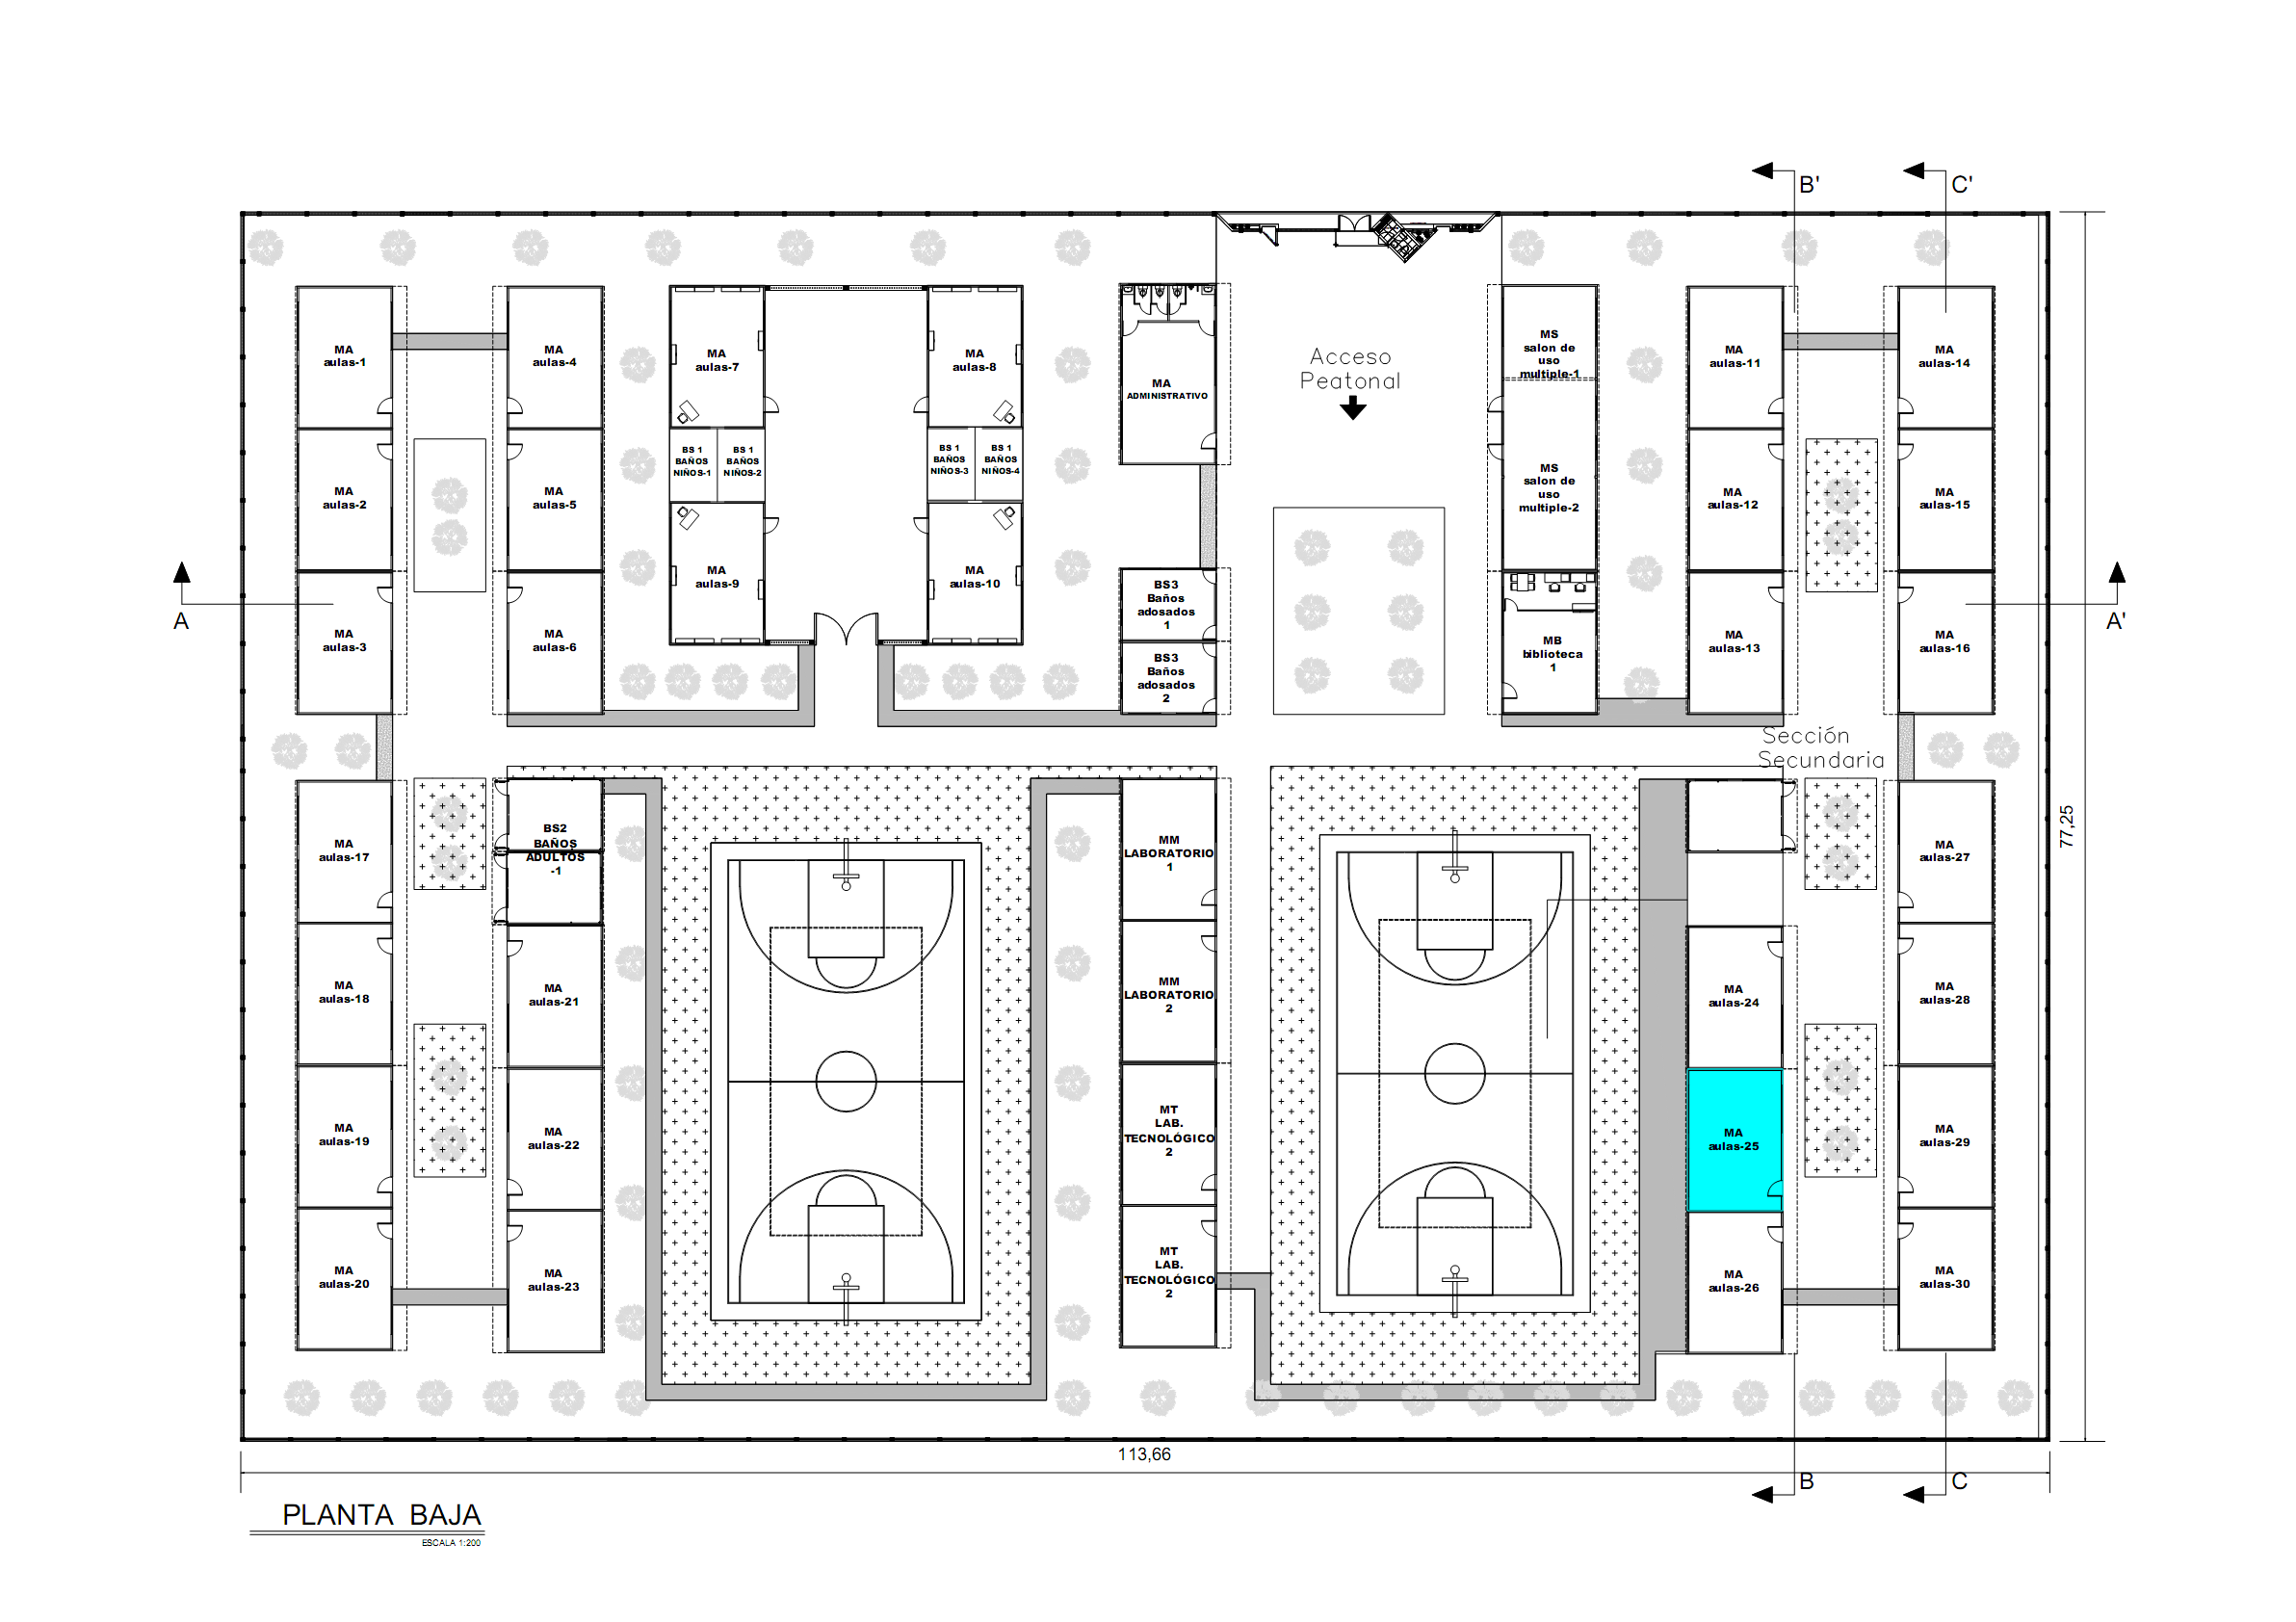 B'
C'
Acceso
Peatonal
MA
aulas-1
MA
aulas-4
MA
aulas-7
MA
aulas-8
MA
ADMINISTRATIVO
MS
salon de
uso
multiple-1
MA
aulas-11
MA
aulas-14
MA
aulas-2
MA
aulas-5
BS 1
BAÑOS
NIÑOS-1
BS 1
BAÑOS
NIÑOS-2
BS 1
BAÑOS
NIÑOS-3
BS 1
BAÑOS
NIÑOS-4
MS
salon de
uso
multiple-2
MA
aulas-12
MA
aulas-15
A
A'
MA
aulas-3
MA
aulas-6
MA
aulas-9
MA
aulas-10
BS3
Baños
adosados
1
BS3
Baños
adosados
2
MB
biblioteca
1
MA
aulas-13
MA
aulas-16
Sección
Secundaria
77,25
MA
aulas-17
BS2
BAÑOS
ADULTOS
-1
MM
LABORATORIO
1
MA
aulas-27
MA
aulas-18
MA
aulas-21
MM
LABORATORIO
2
MA
aulas-24
MA
aulas-28
MA
aulas-19
MA
aulas-22
MT
LAB.
TECNOLÓGICO
2
MA
aulas-25
MA
aulas-29
MA
aulas-20
MA
aulas-23
MT
LAB.
TECNOLÓGICO
2
MA
aulas-26
MA
aulas-30
113,66
B
C
PLANTA BAJA
ESCALA 1:200